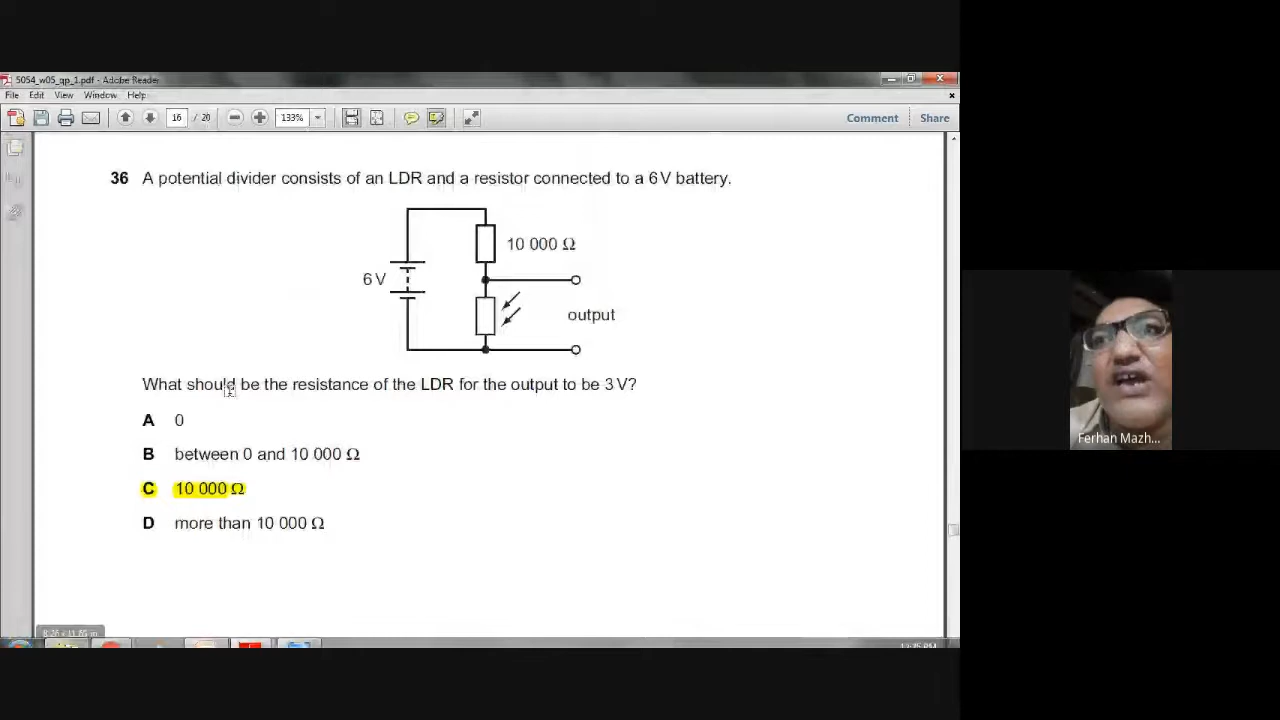 5054_w05_qp_1.pdf - Adobe Reader
File Edit View Window Help
16 / 20 133% Comment Share
36 A potential divider consists of an LDR and a resistor connected to a 6 V battery.
10 000 Ω
6 V
output
What should be the resistance of the LDR for the output to be 3 V?
A 0
B between 0 and 10 000 Ω
C 10 000 Ω
D more than 10 000 Ω
Ferhan Mazh...